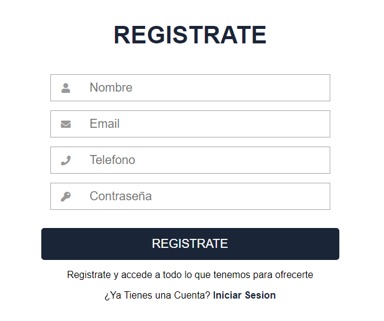 REGISTRATE
Nombre
Email
Telefono
Contraseña
REGISTRATE
Registrate y accede a todo lo que tenemos para ofrecerte
¿Ya Tienes una Cuenta? Iniciar Sesion